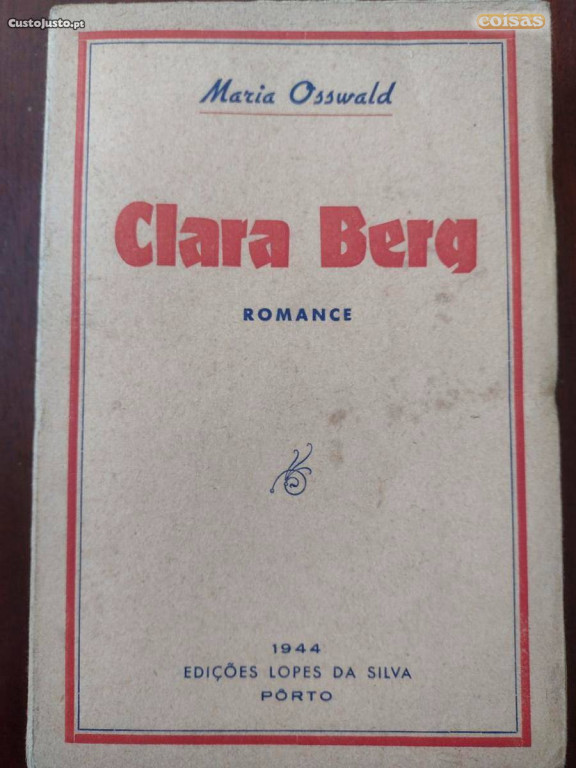 CustoJusto.pt
coisas
Maria Osswald
Clara Berg
ROMANCE
1944
EDIÇÕES LOPES DA SILVA
PÔRTO